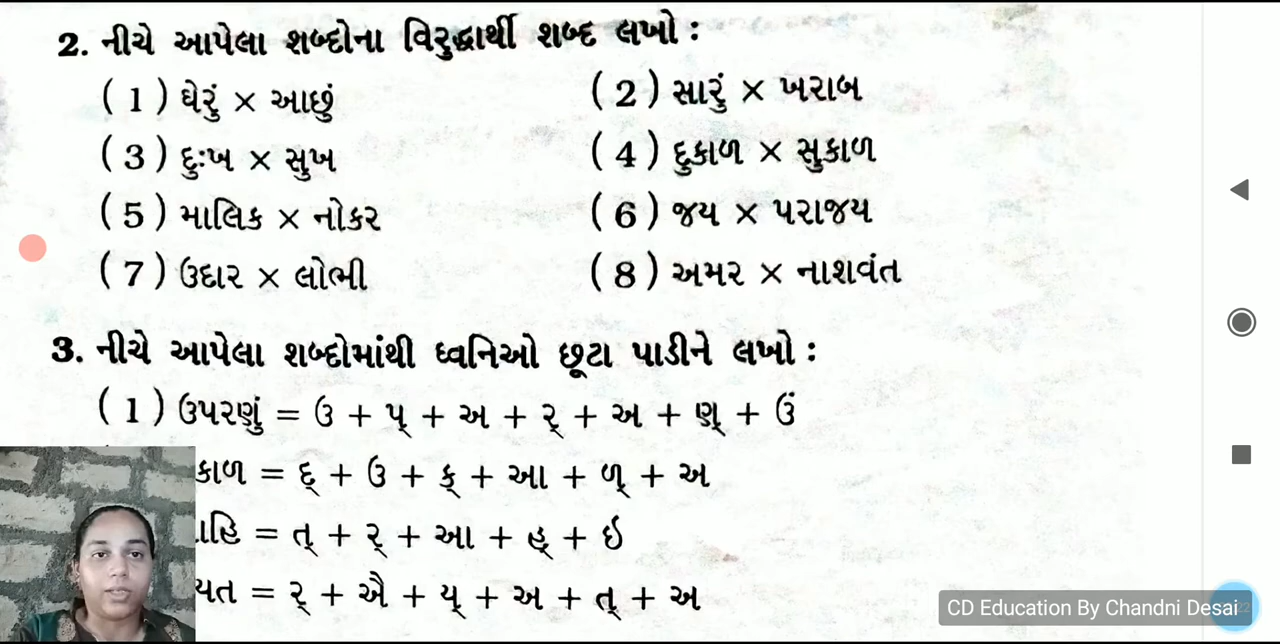 2. નીચે આપેલા શબ્દોના વિરુદ્ધાર્થી શબ્દ લખો :
( 1 ) ઘેરું × આછું ( 2 ) સારું × ખરાબ
( 3 ) દુઃખ × સુખ ( 4 ) દુકાળ × સુકાળ
( 5 ) માલિક × નોકર ( 6 ) જય × પરાજય
( 7 ) ઉદાર × લોભી ( 8 ) અમર × નાશવંત
3. નીચે આપેલા શબ્દોમાંથી ધ્વનિઓ છૂટા પાડીને લખો :
( 1 ) ઉપરણું = ઉ + પ્ + અ + ર્ + અ + ણ્ + ઉં
કાળ = દ્ + ઉ + ક્ + આ + ળ્ + અ
ાહિ = ત્ + ર્ + આ + હ્ + ઇ
યત = ર્ + ઐ + ય્ + અ + ત્ + અ
CD Education By Chandni Desai